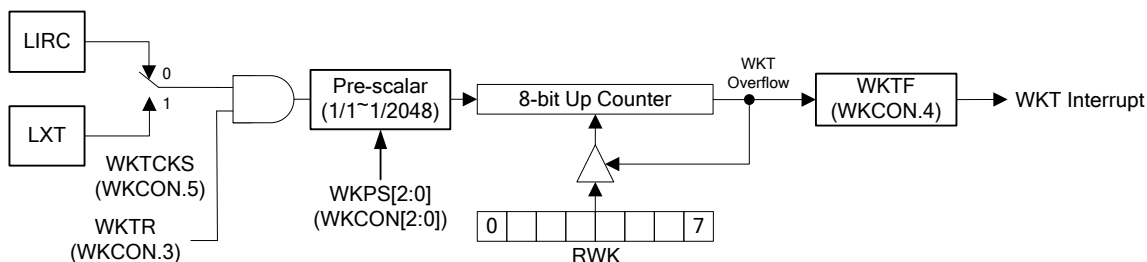 LIRC
0
1
LXT
WKTCKS
(WKCON.5)
WKTR
(WKCON.3)
Pre-scalar
(1/1~1/2048)
WKPS[2:0]
(WKCON[2:0])
8-bit Up Counter
0
7
RWK
WKT
Overflow
WKTF
(WKCON.4)
WKT Interrupt